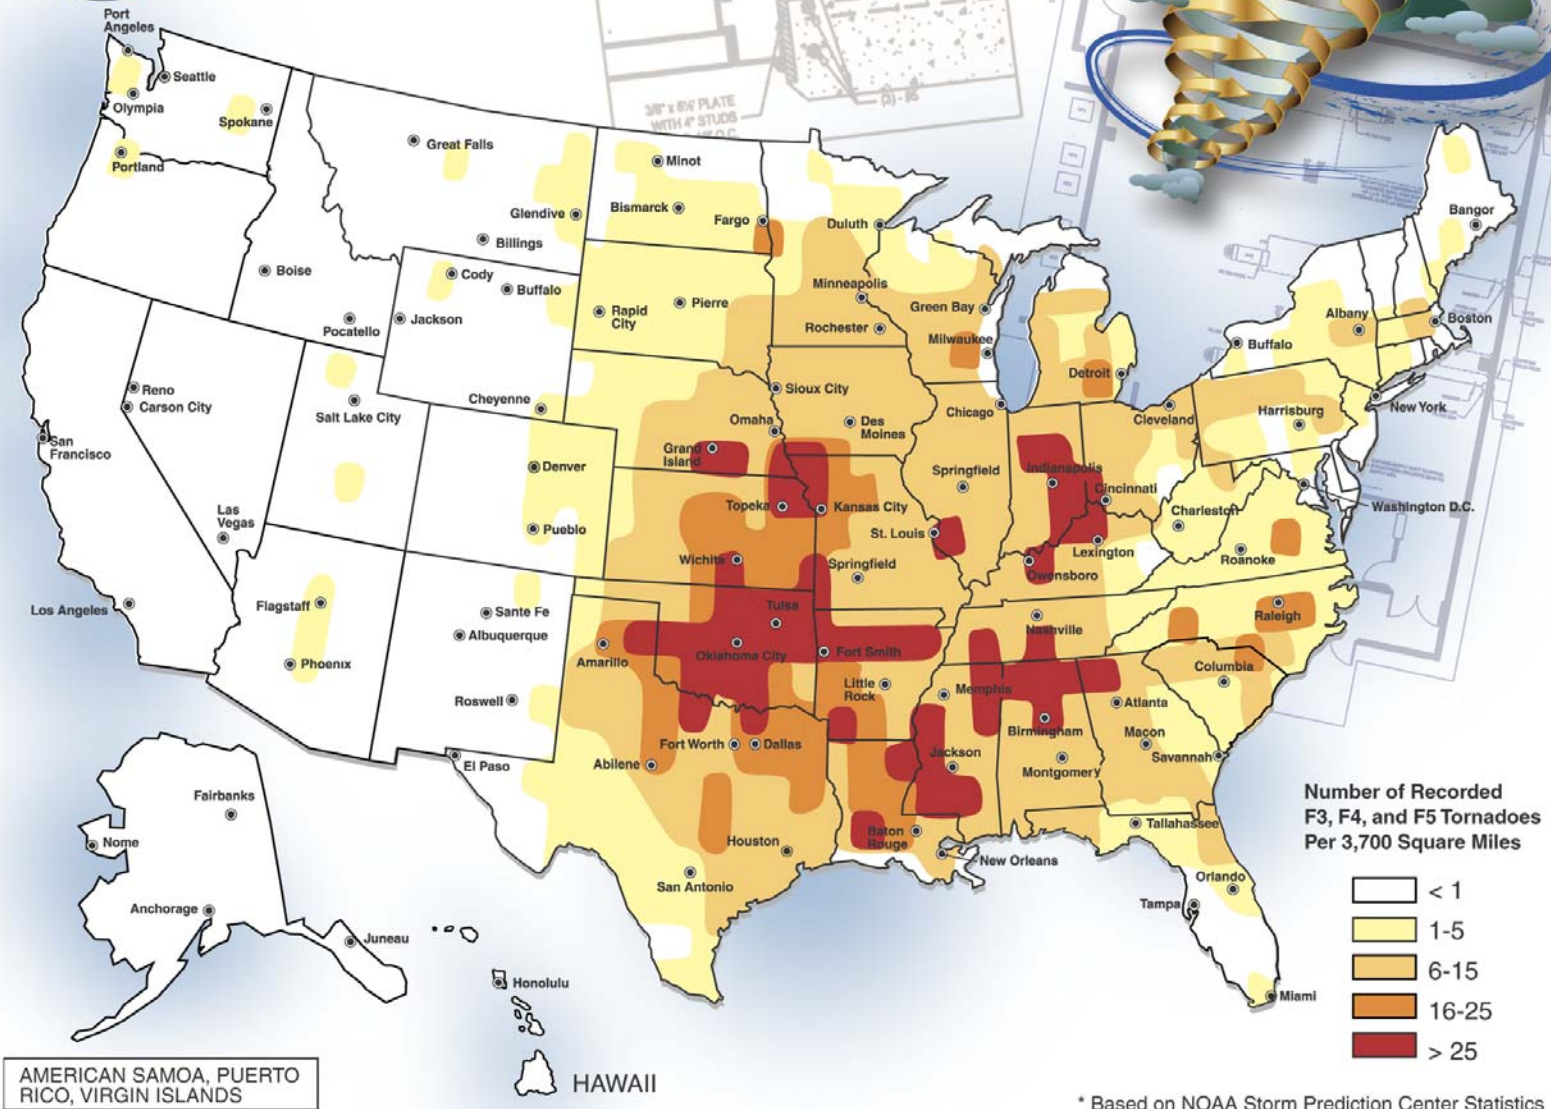 3/8" x 6½' PLATE
WITH 4" STUDS
Port
Angeles
Seattle
Olympia
Spokane
Portland
Great Falls
Minot
Glendive
Bismarck
Fargo
Duluth
Bangor
Billings
Boise
Cody
Buffalo
Minneapolis
Rapid
City
Pierre
Green Bay
Pocatello
Jackson
Rochester
Milwaukee
Albany
Boston
Buffalo
Reno
Carson City
Salt Lake City
Cheyenne
Sioux City
Detroit
Chicago
Cleveland
Harrisburg
New York
San
Francisco
Omaha
Des
Moines
Grand
Island
Denver
Springfield
Indianapolis
Cincinnati
Las
Vegas
Topeka
Kansas City
Charleston
Washington D.C.
Pueblo
St. Louis
Lexington
Roanoke
Wichita
Springfield
Owensboro
Los Angeles
Flagstaff
Sante Fe
Tulsa
Raleigh
Albuquerque
Nashville
Phoenix
Amarillo
Oklahoma City
Fort Smith
Columbia
Roswell
Little
Rock
Memphis
Atlanta
Birmingham
Macon
El Paso
Abilene
Fort Worth
Dallas
Jackson
Montgomery
Savannah
Fairbanks
Nome
Houston
Baton
Rouge
Tallahassee
New Orleans
San Antonio
Orlando
Tampa
Anchorage
Juneau
Honolulu
Miami
HAWAII
AMERICAN SAMOA, PUERTO
RICO, VIRGIN ISLANDS
Number of Recorded
F3, F4, and F5 Tornadoes
Per 3,700 Square Miles
< 1
1-5
6-15
16-25
> 25
* Based on NOAA Storm Prediction Center Statistics